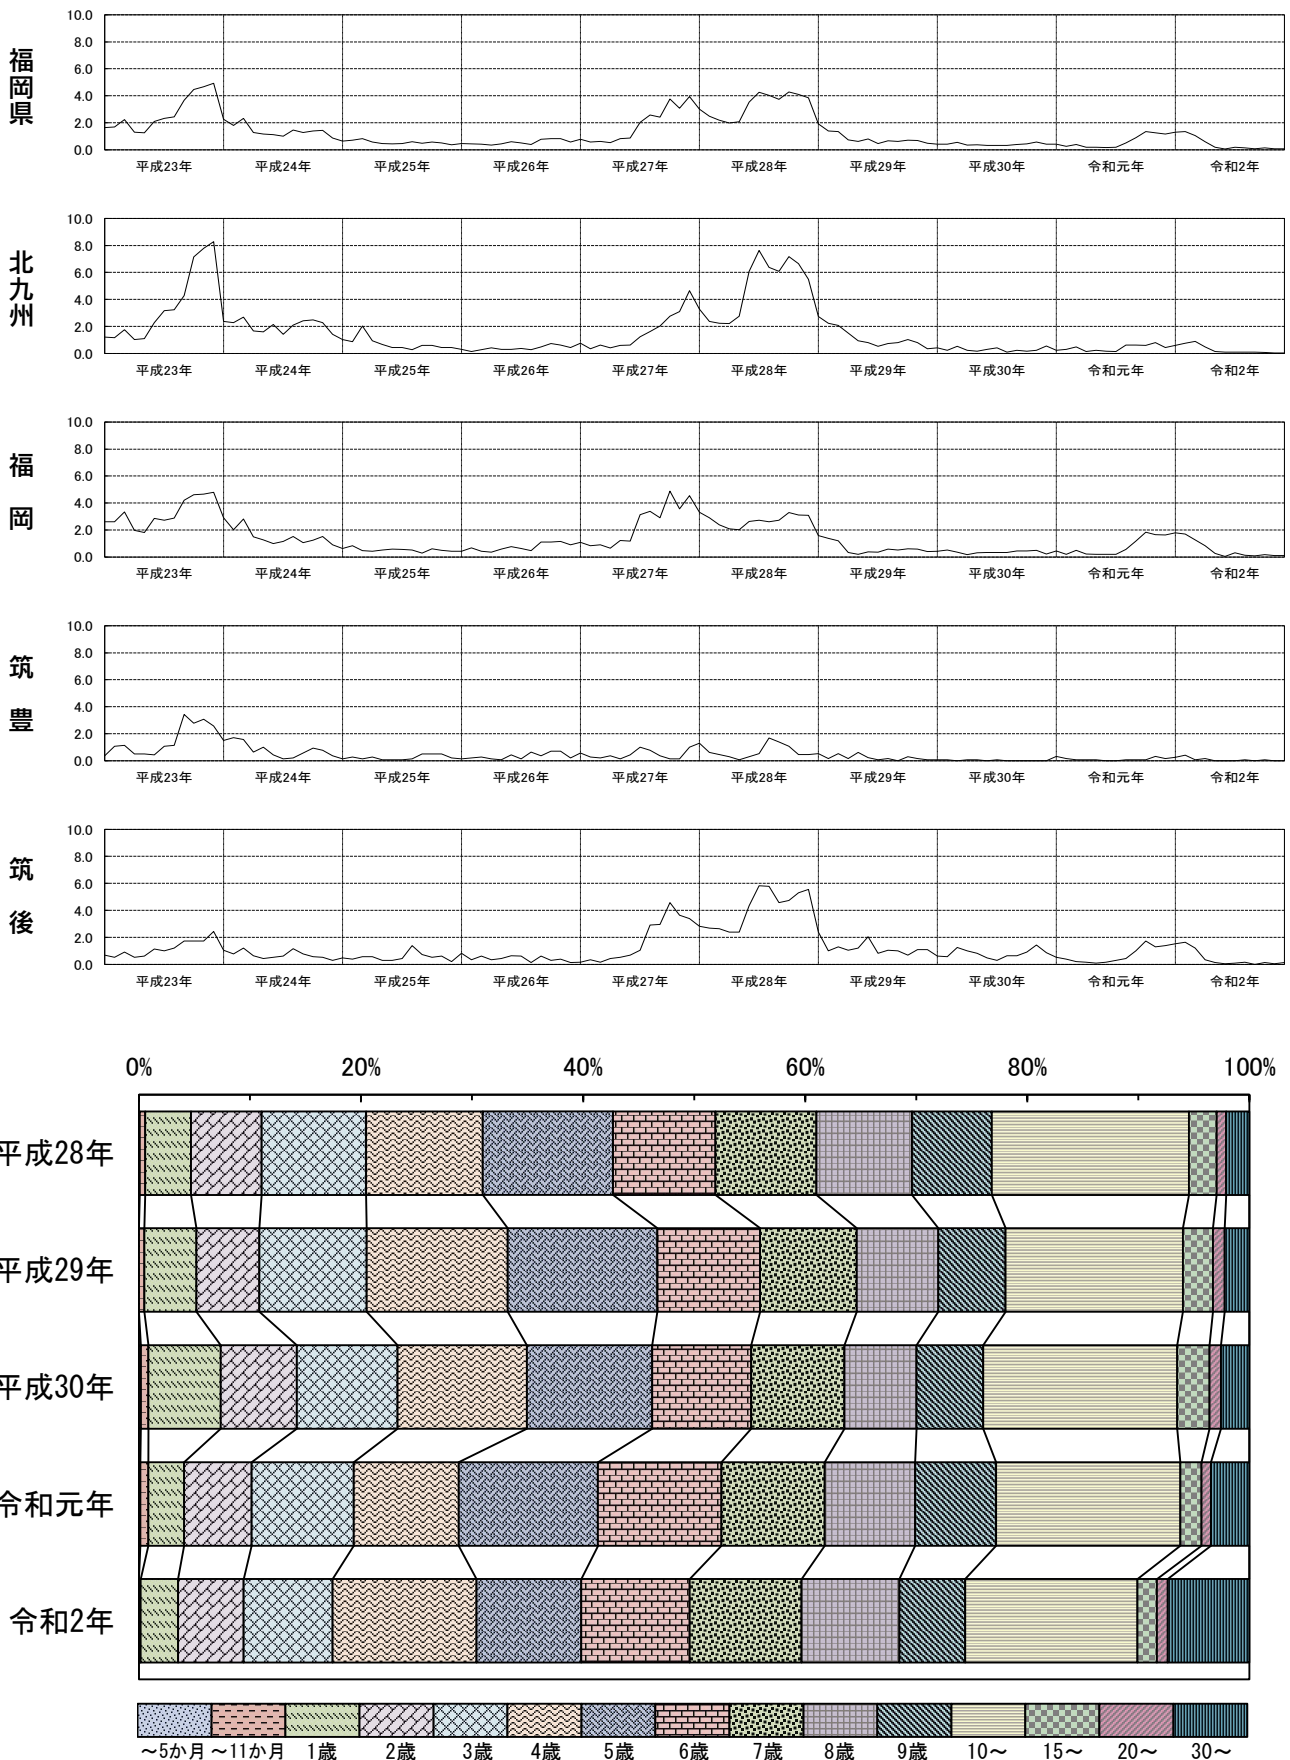 福岡県
10.0
8.0
6.0
4.0
2.0
0.0
平成23年 平成24年 平成25年 平成26年 平成27年 平成28年 平成29年 平成30年 令和元年 令和2年
北九州
10.0
8.0
6.0
4.0
2.0
0.0
平成23年 平成24年 平成25年 平成26年 平成27年 平成28年 平成29年 平成30年 令和元年 令和2年
福岡
10.0
8.0
6.0
4.0
2.0
0.0
平成23年 平成24年 平成25年 平成26年 平成27年 平成28年 平成29年 平成30年 令和元年 令和2年
筑豊
10.0
8.0
6.0
4.0
2.0
0.0
平成23年 平成24年 平成25年 平成26年 平成27年 平成28年 平成29年 平成30年 令和元年 令和2年
筑後
10.0
8.0
6.0
4.0
2.0
0.0
平成23年 平成24年 平成25年 平成26年 平成27年 平成28年 平成29年 平成30年 令和元年 令和2年
0% 20% 40% 60% 80% 100%
平成28年
平成29年
平成30年
令和元年
令和2年
～5か月 ～11か月 1歳 2歳 3歳 4歳 5歳 6歳 7歳 8歳 9歳 10～ 15～ 20～ 30～